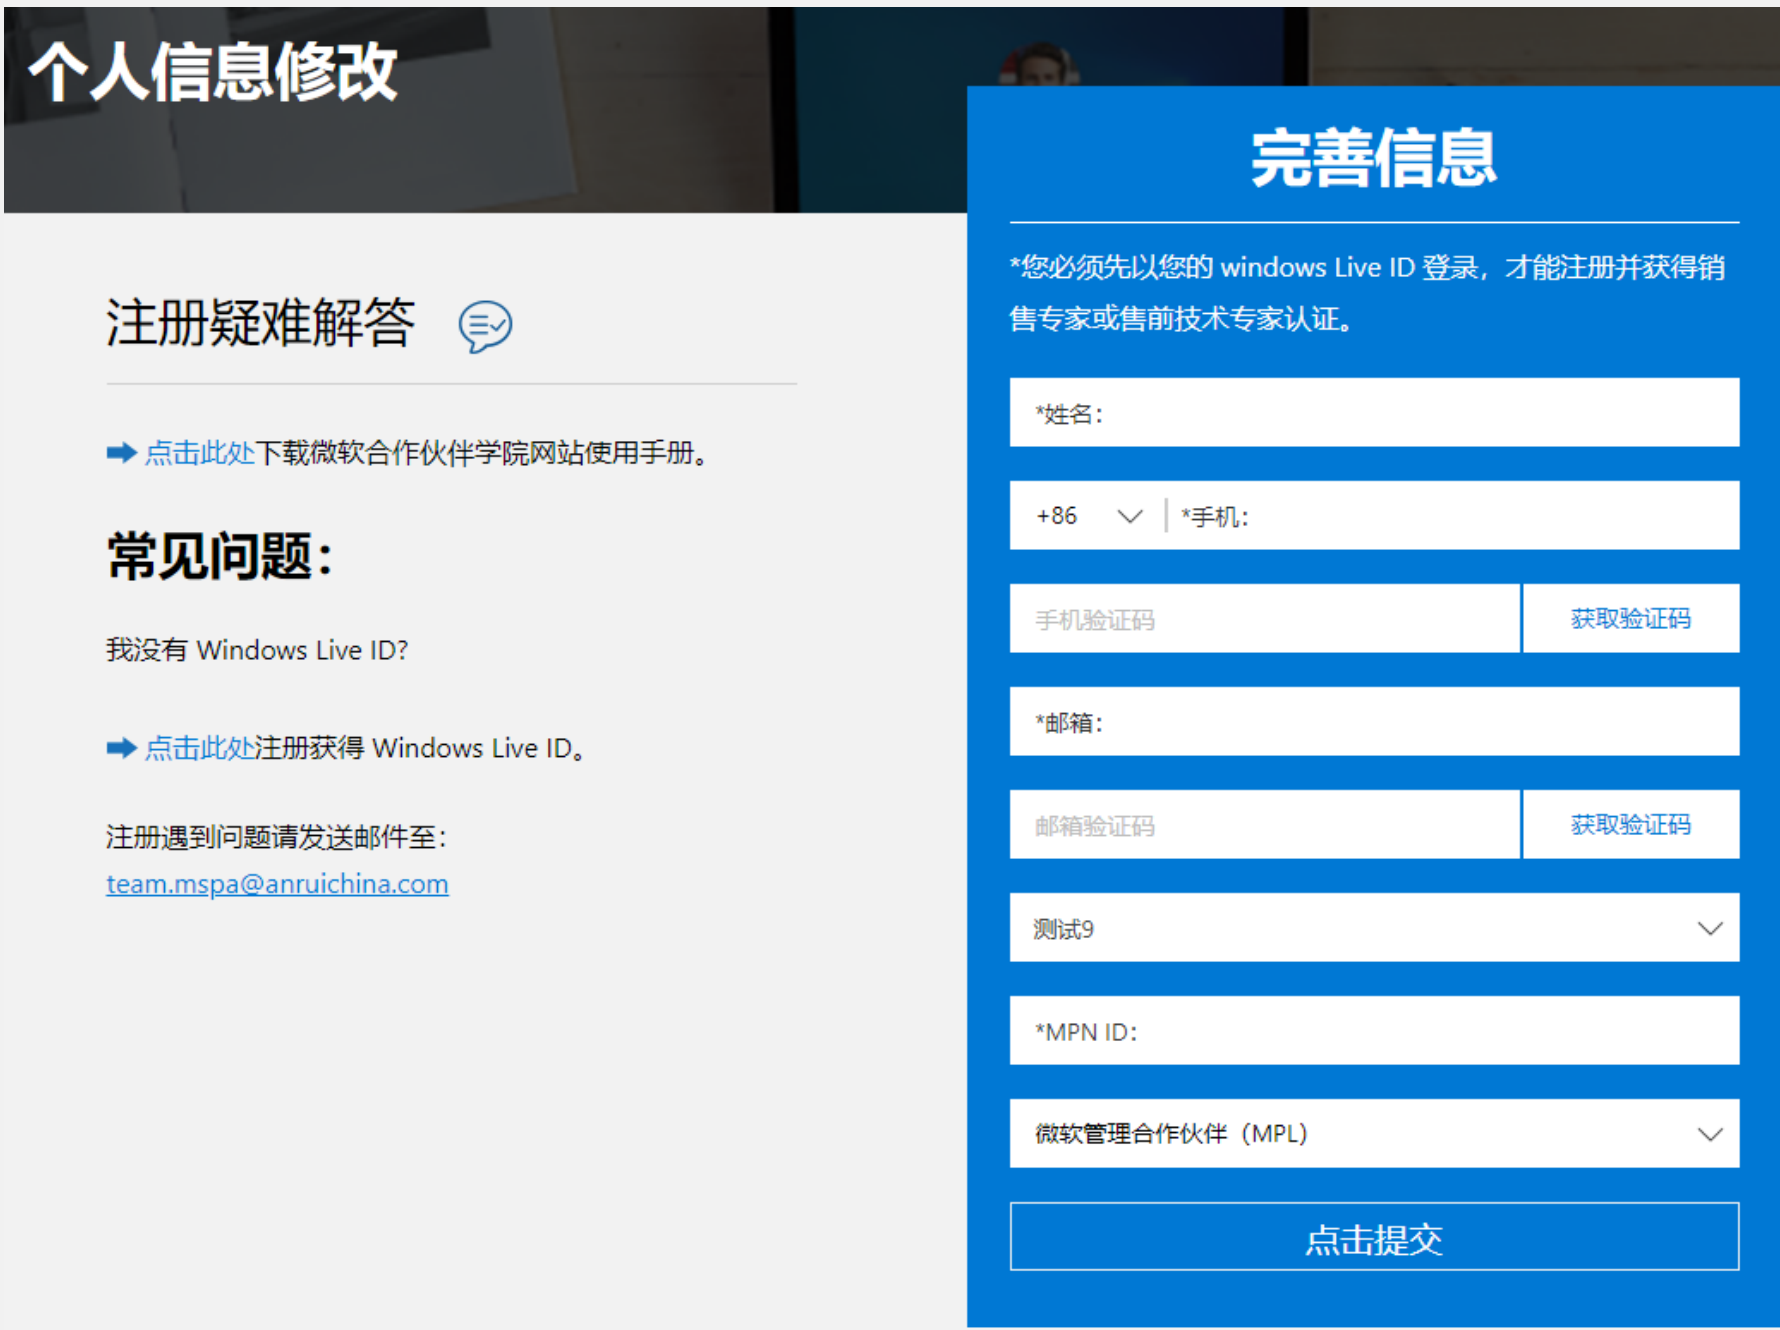 个人信息修改
注册疑难解答
点击此处下载微软合作伙伴学院网站使用手册。
常见问题：
我没有 Windows Live ID?
点击此处注册获得 Windows Live ID。
注册遇到问题请发送邮件至：
team.mspa@anruichina.com
完善信息
*您必须先以您的 windows Live ID 登录，才能注册并获得销
售专家或售前技术专家认证。
*姓名：
+86 *手机：
手机验证码 获取验证码
*邮箱：
邮箱验证码 获取验证码
测试9
*MPN ID：
微软管理合作伙伴（MPL）
点击提交